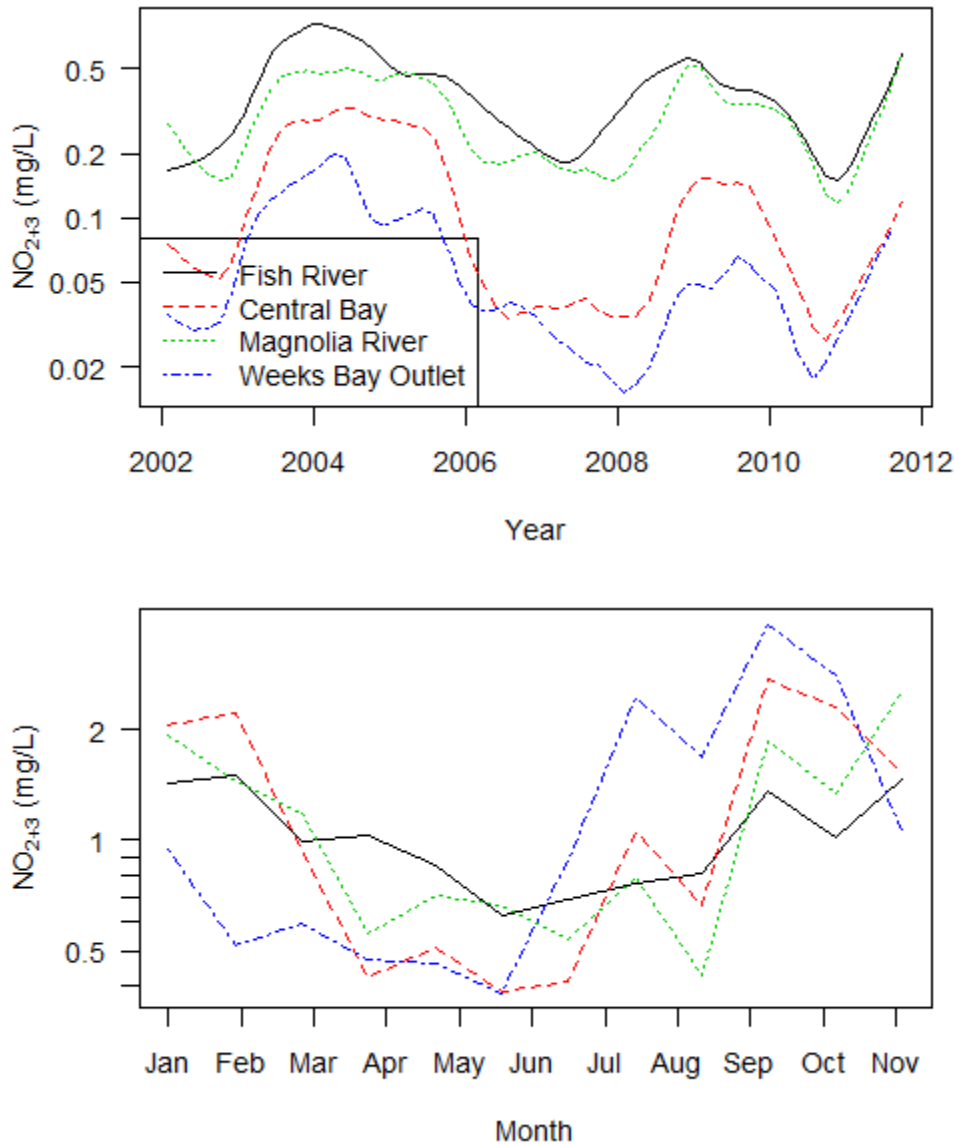 NO2+3 (mg/L)
0.5
0.2
0.1
0.05
0.02
Fish River
Central Bay
Magnolia River
Weeks Bay Outlet
2002 2004 2006 2008 2010 2012
Year
NO2+3 (mg/L)
2
1
0.5
Jan Feb Mar Apr May Jun Jul Aug Sep Oct Nov
Month